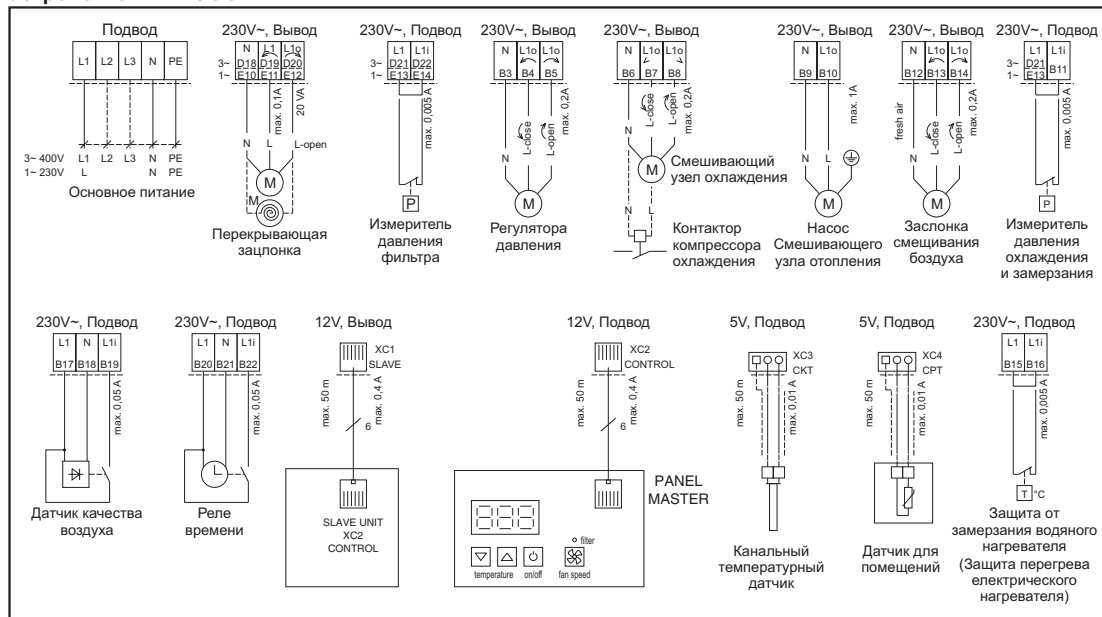 Подвод
L1 L2 L3 N PE
3~ 400V L1 L2 L3 N PE
1~ 230V L N PE
Основное питание
230V~, Вывод
N L1 L1o
3~ D18 D19 D20
1~ E10 E11 E12
max. 0,1A
20 VA
N L L-open
M
M
Перекрывающая
зацлонка
230V~, Подвод
L1 L1i
3~ D21 D22
1~ E13 E14
max. 0,005 A
P
Измеритель
давления
фильтра
230V~, Вывод
N L1o L1o
B3 B4 B5
max. 0,2A
N L-close L-open
M
Регулятора
давления
230V~, Вывод
N L1o L1o
B6 B7 B8
max. 0,2A
L-close L-open
N
M
Смешивающий
узел охлаждения
N L
Контактор
компрессора
охлаждения
230V~, Вывод
N L1o
B9 B10
max. 1A
N L
M
Насос
Смешивающего
узла отопления
230V~, Вывод
N L1o L1o
B12 B13 B14
fresh air
max. 0,2A
N L-close L-open
M
Заслонка
смещивания
боздуха
230V~, Подвод
L1 L1i
3~ D21 B11
1~ E13
max. 0,005 A
P
Измеритель
давления
охлаждения
и замерзания
230V~, Подвод
L1 N L1i
B17 B18 B19
max. 0,05 A
Датчик качества
воздуха
230V~, Подвод
L1 N L1i
B20 B21 B22
max. 0,05 A
Реле
времени
12V, Вывод
XC1
SLAVE
max. 50 m
max. 0,4 A
6
SLAVE UNIT
XC2
CONTROL
12V, Подвод
XC2
CONTROL
max. 50 m
max. 0,4 A
6
PANEL
MASTER
filter
temperature on/off fan speed
5V, Подвод
XC3
CKT
max. 50 m
max. 0,01 A
Канальный
температурный
датчик
5V, Подвод
XC4
CPT
max. 50 m
max. 0,01 A
Датчик для
помещений
230V~, Подвод
L1 L1i
B15 B16
max. 0,005 A
T °C
Защита от
замерзания водяного
нагревателя
(Защита перегрева
електрического
нагревателя)